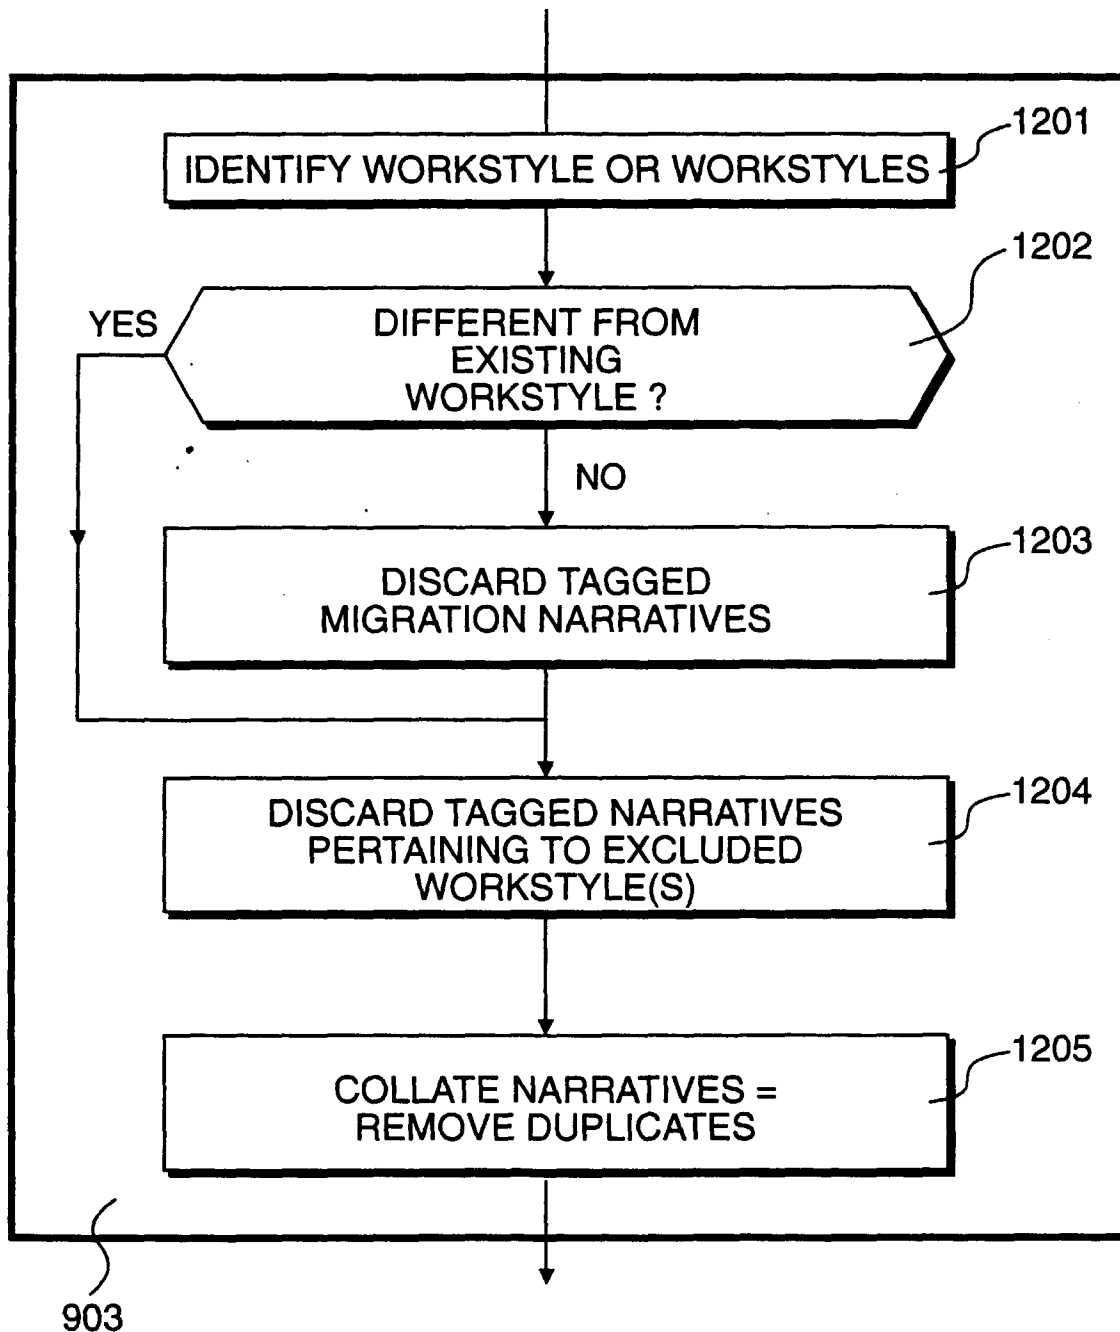 1201
IDENTIFY WORKSTYLE OR WORKSTYLES
1202
YES
DIFFERENT FROM
EXISTING
WORKSTYLE ?
NO
1203
DISCARD TAGGED
MIGRATION NARRATIVES
1204
DISCARD TAGGED NARRATIVES
PERTAINING TO EXCLUDED
WORKSTYLE(S)
1205
COLLATE NARRATIVES =
REMOVE DUPLICATES
903